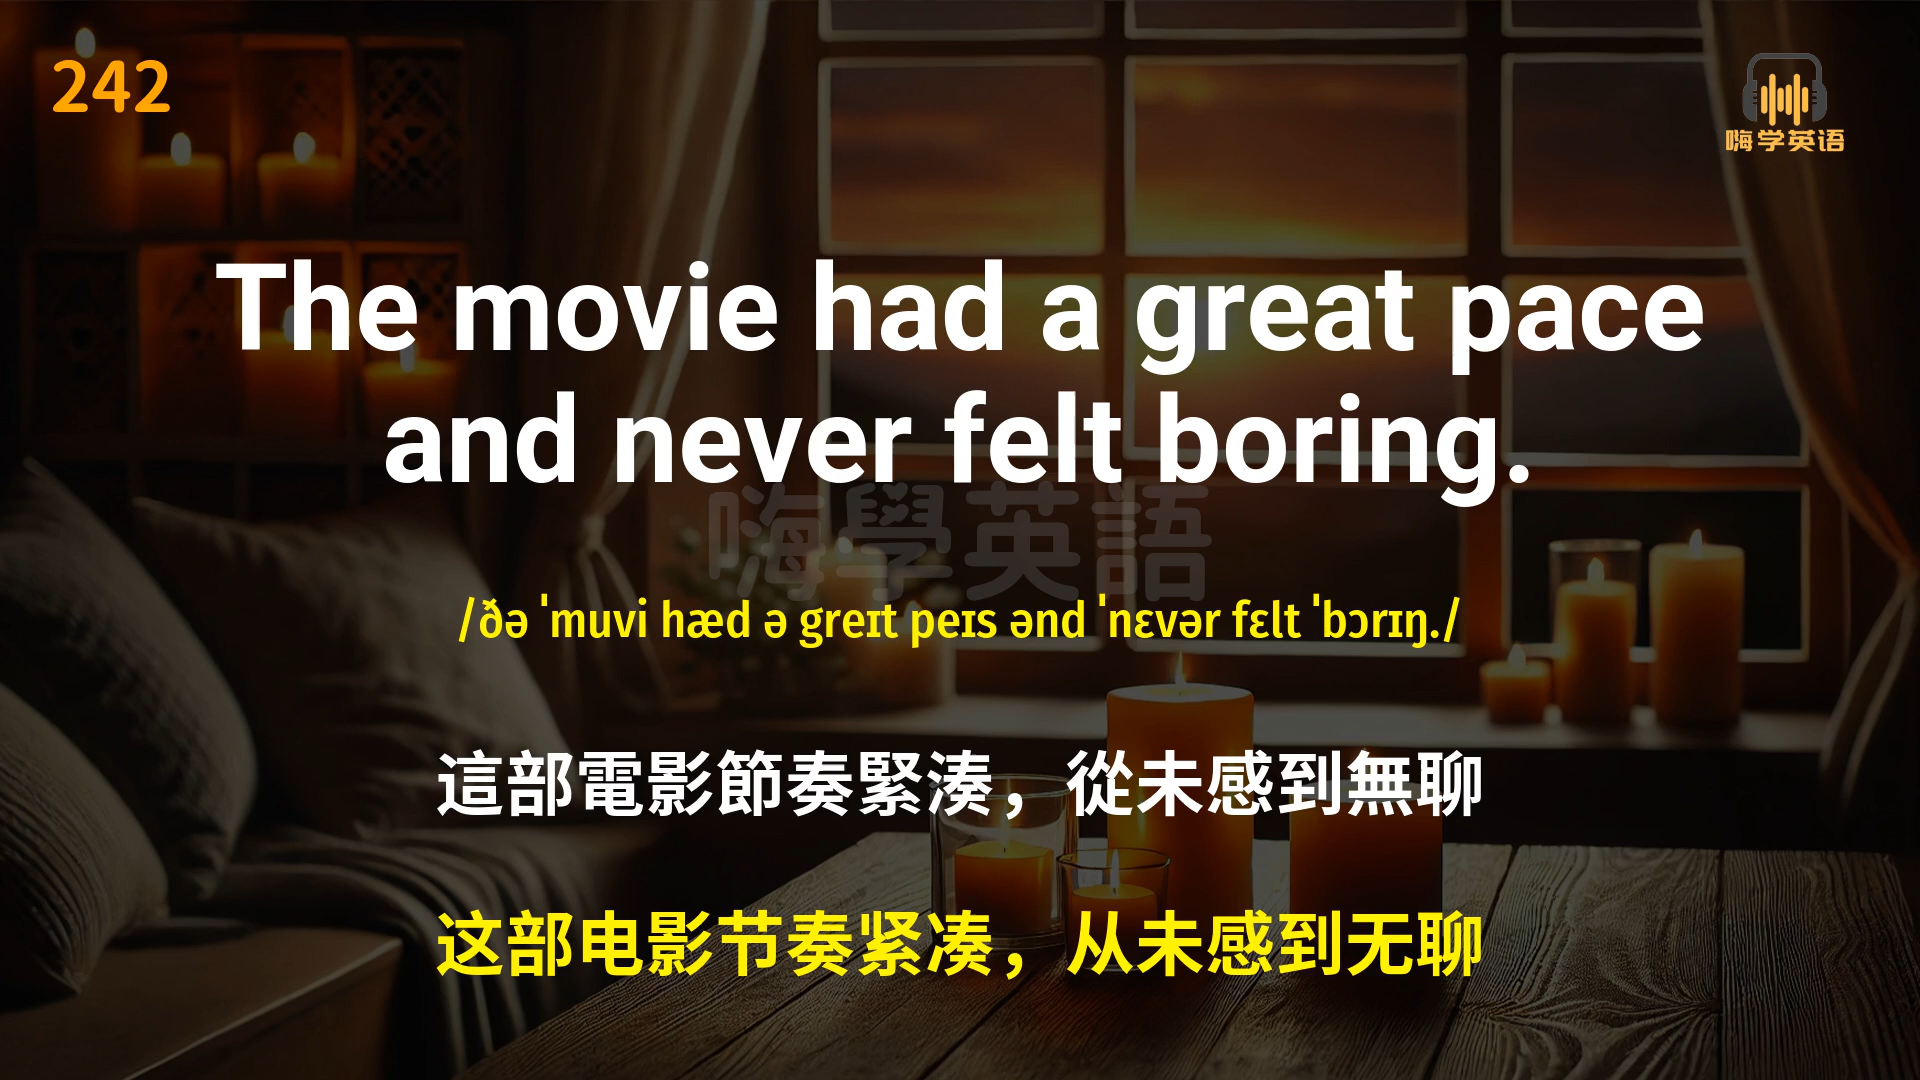 242
嗨学英语
The movie had a great pace
and never felt boring.
嗨學英語
/ðə ˈmuvi hæd ə ɡreɪt peɪs ənd ˈnɛvər fɛlt ˈbɔrɪŋ./
這部電影節奏緊湊，從未感到無聊
这部电影节奏紧凑，从未感到无聊